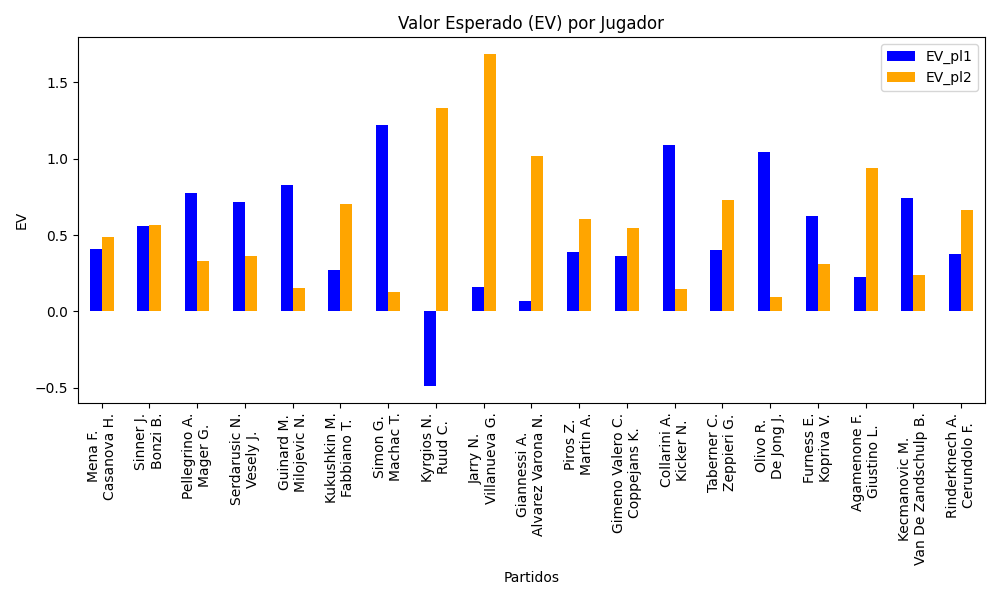 Valor Esperado (EV) por Jugador
EV_pl1
EV_pl2
EV
1.5
1.0
0.5
0.0
−0.5
Mena F.
Casanova H.
Sinner J.
Bonzi B.
Pellegrino A.
Mager G.
Serdarusic N.
Vesely J.
Guinard M.
Milojevic N.
Kukushkin M.
Fabbiano T.
Simon G.
Machac T.
Kyrgios N.
Ruud C.
Jarry N.
Villanueva G.
Giannessi A.
Alvarez Varona N.
Piros Z.
Martin A.
Gimeno Valero C.
Coppejans K.
Collarini A.
Kicker N.
Taberner C.
Zeppieri G.
Olivo R.
De Jong J.
Furness E.
Kopriva V.
Agamenone F.
Giustino L.
Kecmanovic M.
Van De Zandschulp B.
Rinderknech A.
Cerundolo F.
Partidos